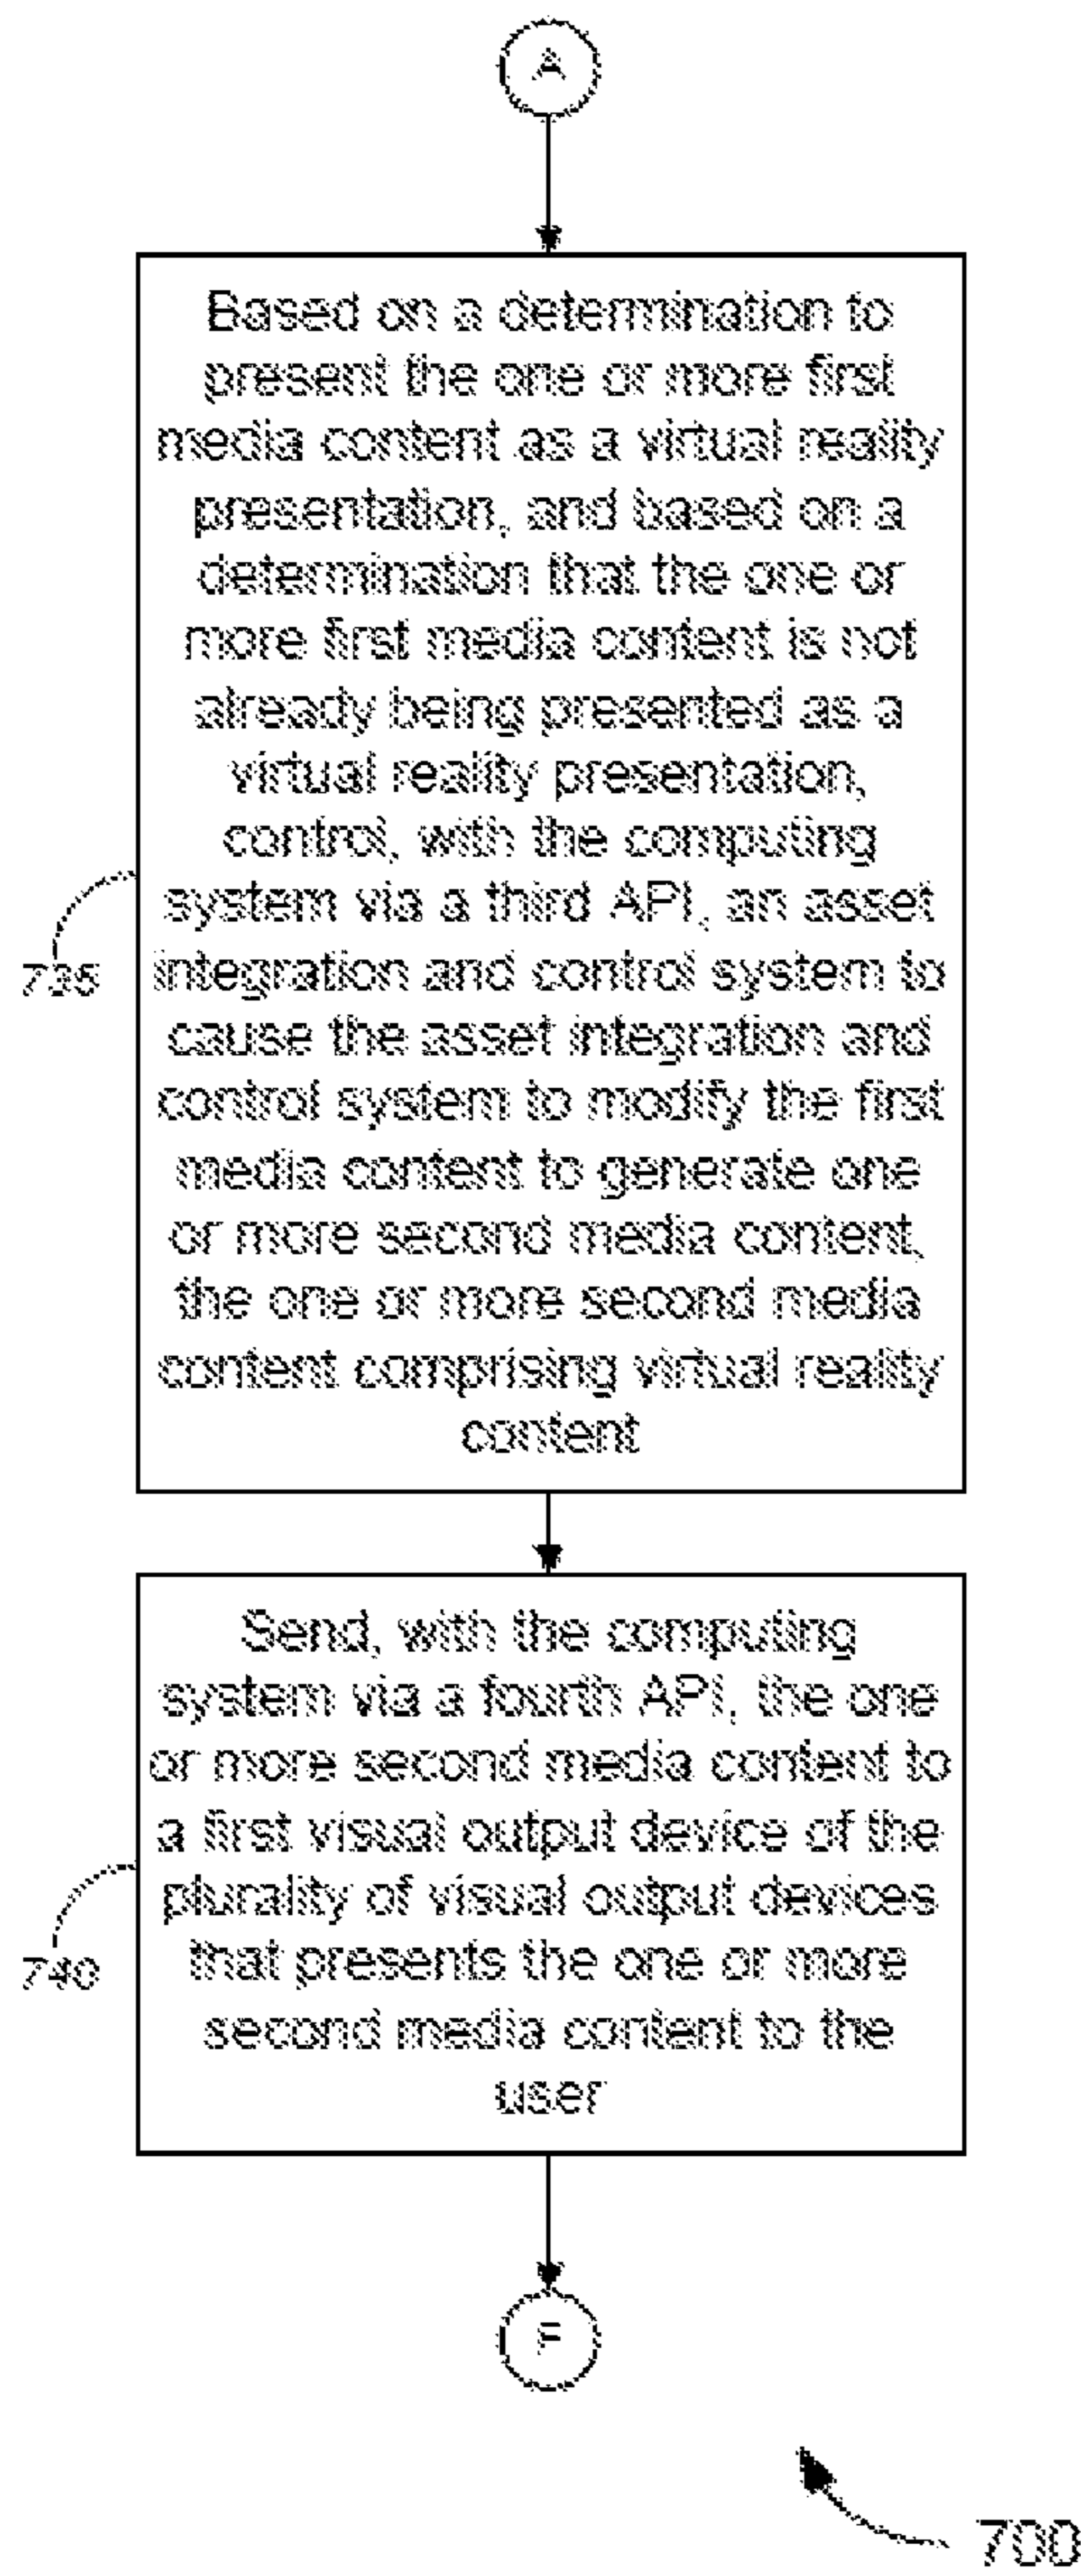 A
Based on a determination to
present the one or more first
media content as a virtual reality
presentation, and based on a
determination that the one or
more first media content is not
already being presented as a
virtual reality presentation,
control, with the computing
system via a third API, an asset
integration and control system to
cause the asset integration and
control system to modify the first
media content to generate one
or more second media content,
the one or more second media
content comprising virtual reality
content
735
Send, with the computing
system via a fourth API, the one
or more second media content to
a first visual output device of the
plurality of visual output devices
that presents the one or more
second media content to the
user
740
F
700